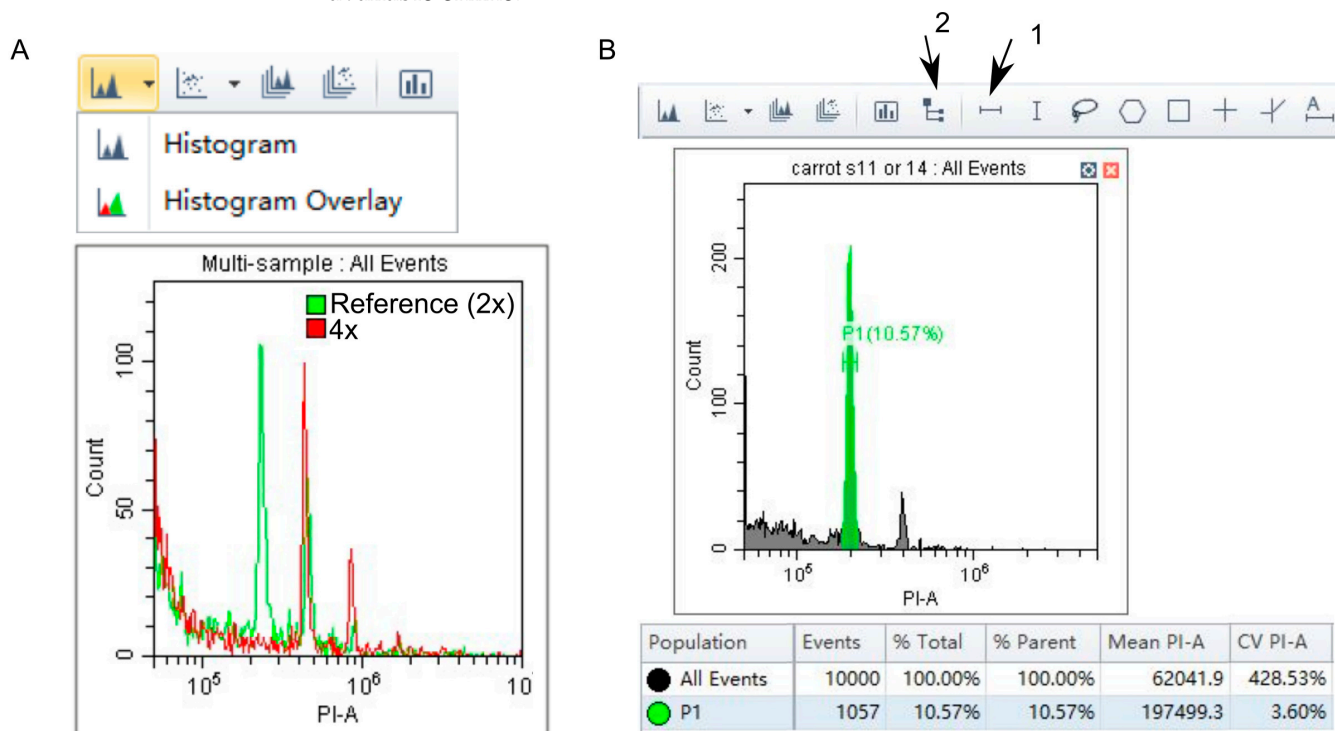 A
Histogram
Histogram Overlay
Multi-sample : All Events
Reference (2x)
4x
100
50
0
Count
10⁵
10⁶
10
PI-A
B
2
1
A
carrot s11 or 14 : All Events
200
100
0
Count
P1(10.57%)
10⁵
10⁶
PI-A
Population Events % Total % Parent Mean PI-A CV PI-A
All Events 10000 100.00% 100.00% 62041.9 428.53%
P1 1057 10.57% 10.57% 197499.3 3.60%